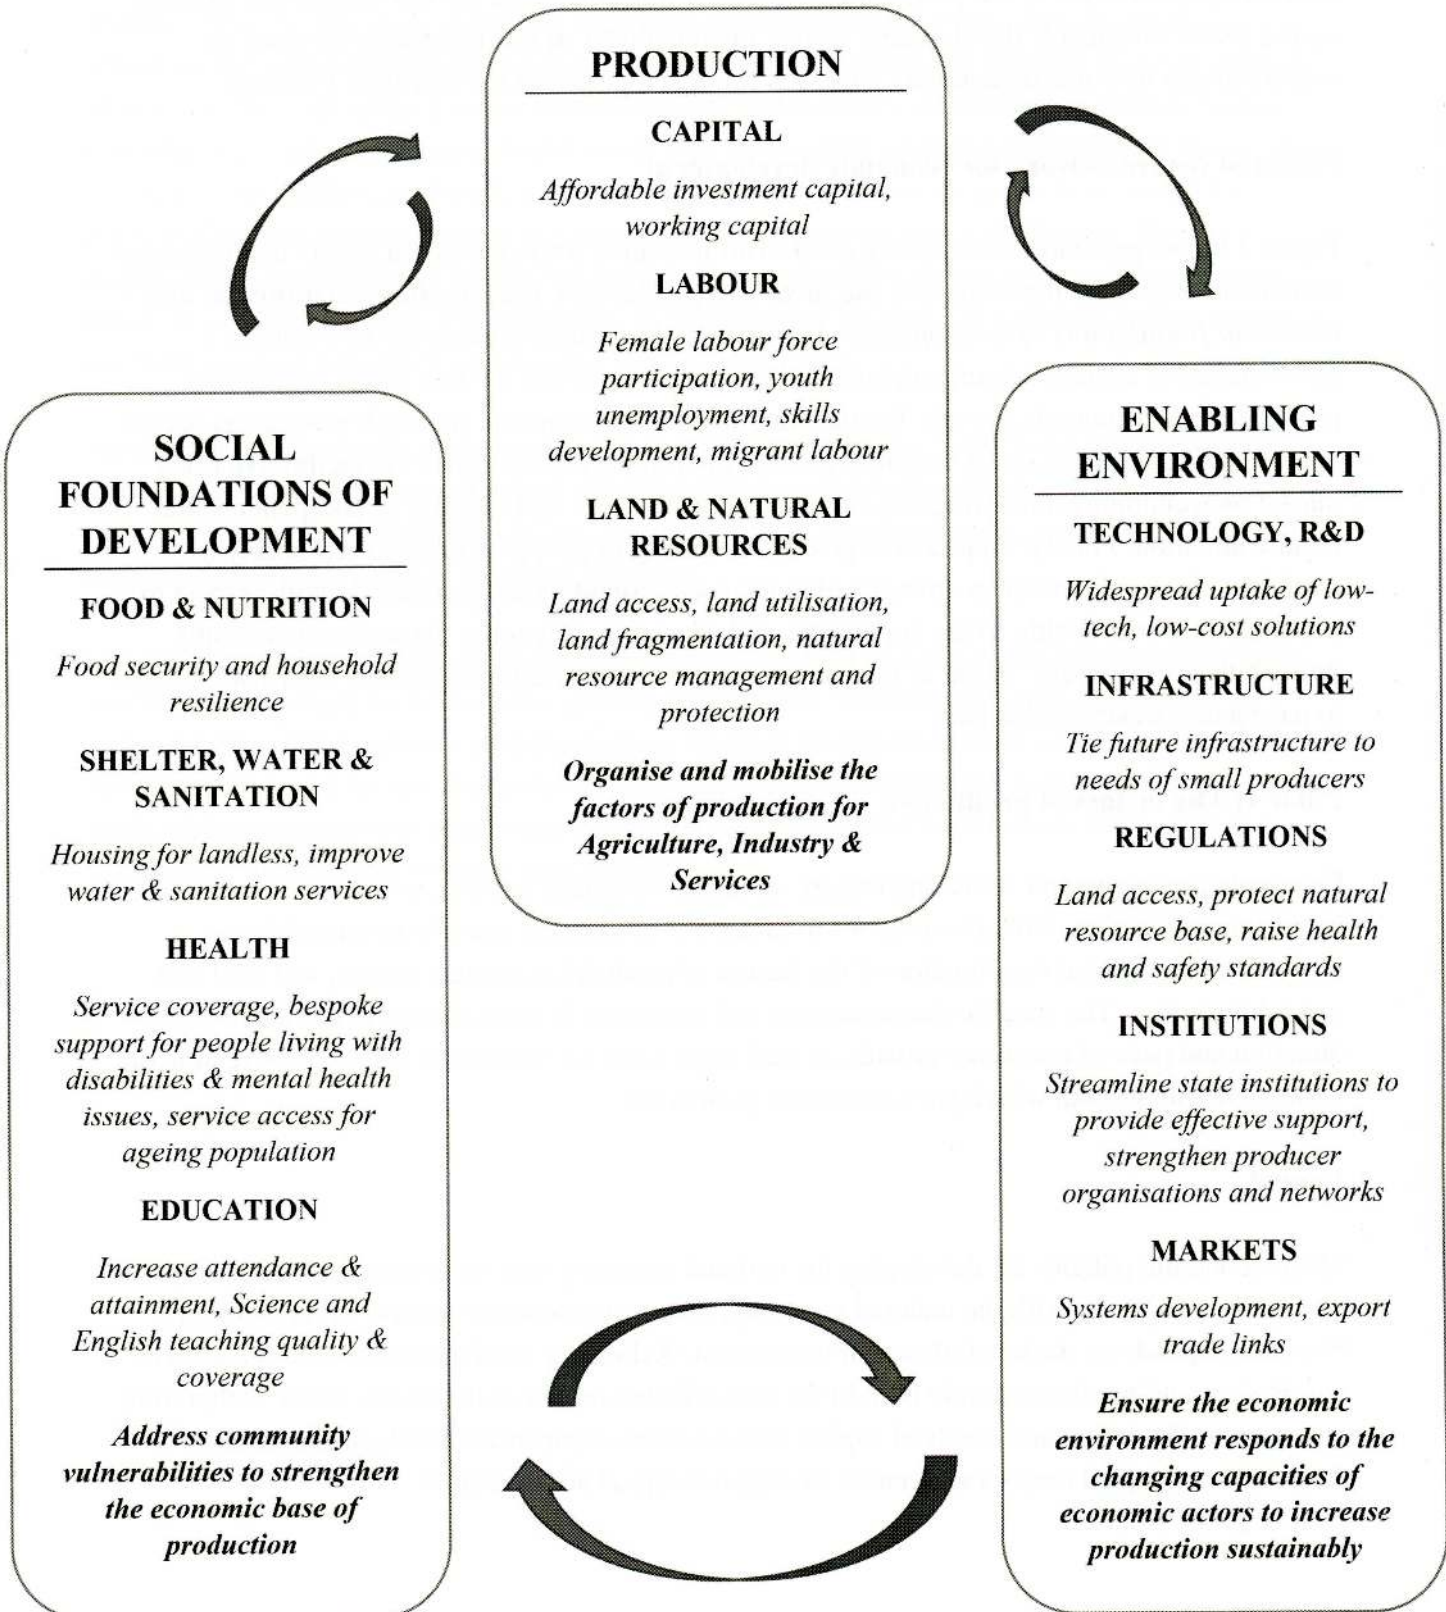 PRODUCTION
CAPITAL
Affordable investment capital,
working capital
LABOUR
Female labour force
participation, youth
unemployment, skills
development, migrant labour
LAND & NATURAL
RESOURCES
Land access, land utilisation,
land fragmentation, natural
resource management and
protection
Organise and mobilise the
factors of production for
Agriculture, Industry &
Services
SOCIAL
FOUNDATIONS OF
DEVELOPMENT
FOOD & NUTRITION
Food security and household
resilience
SHELTER, WATER &
SANITATION
Housing for landless, improve
water & sanitation services
HEALTH
Service coverage, bespoke
support for people living with
disabilities & mental health
issues, service access for
ageing population
EDUCATION
Increase attendance &
attainment, Science and
English teaching quality &
coverage
Address community
vulnerabilities to strengthen
the economic base of
production
ENABLING
ENVIRONMENT
TECHNOLOGY, R&D
Widespread uptake of low-
tech, low-cost solutions
INFRASTRUCTURE
Tie future infrastructure to
needs of small producers
REGULATIONS
Land access, protect natural
resource base, raise health
and safety standards
INSTITUTIONS
Streamline state institutions to
provide effective support,
strengthen producer
organisations and networks
MARKETS
Systems development, export
trade links
Ensure the economic
environment responds to the
changing capacities of
economic actors to increase
production sustainably